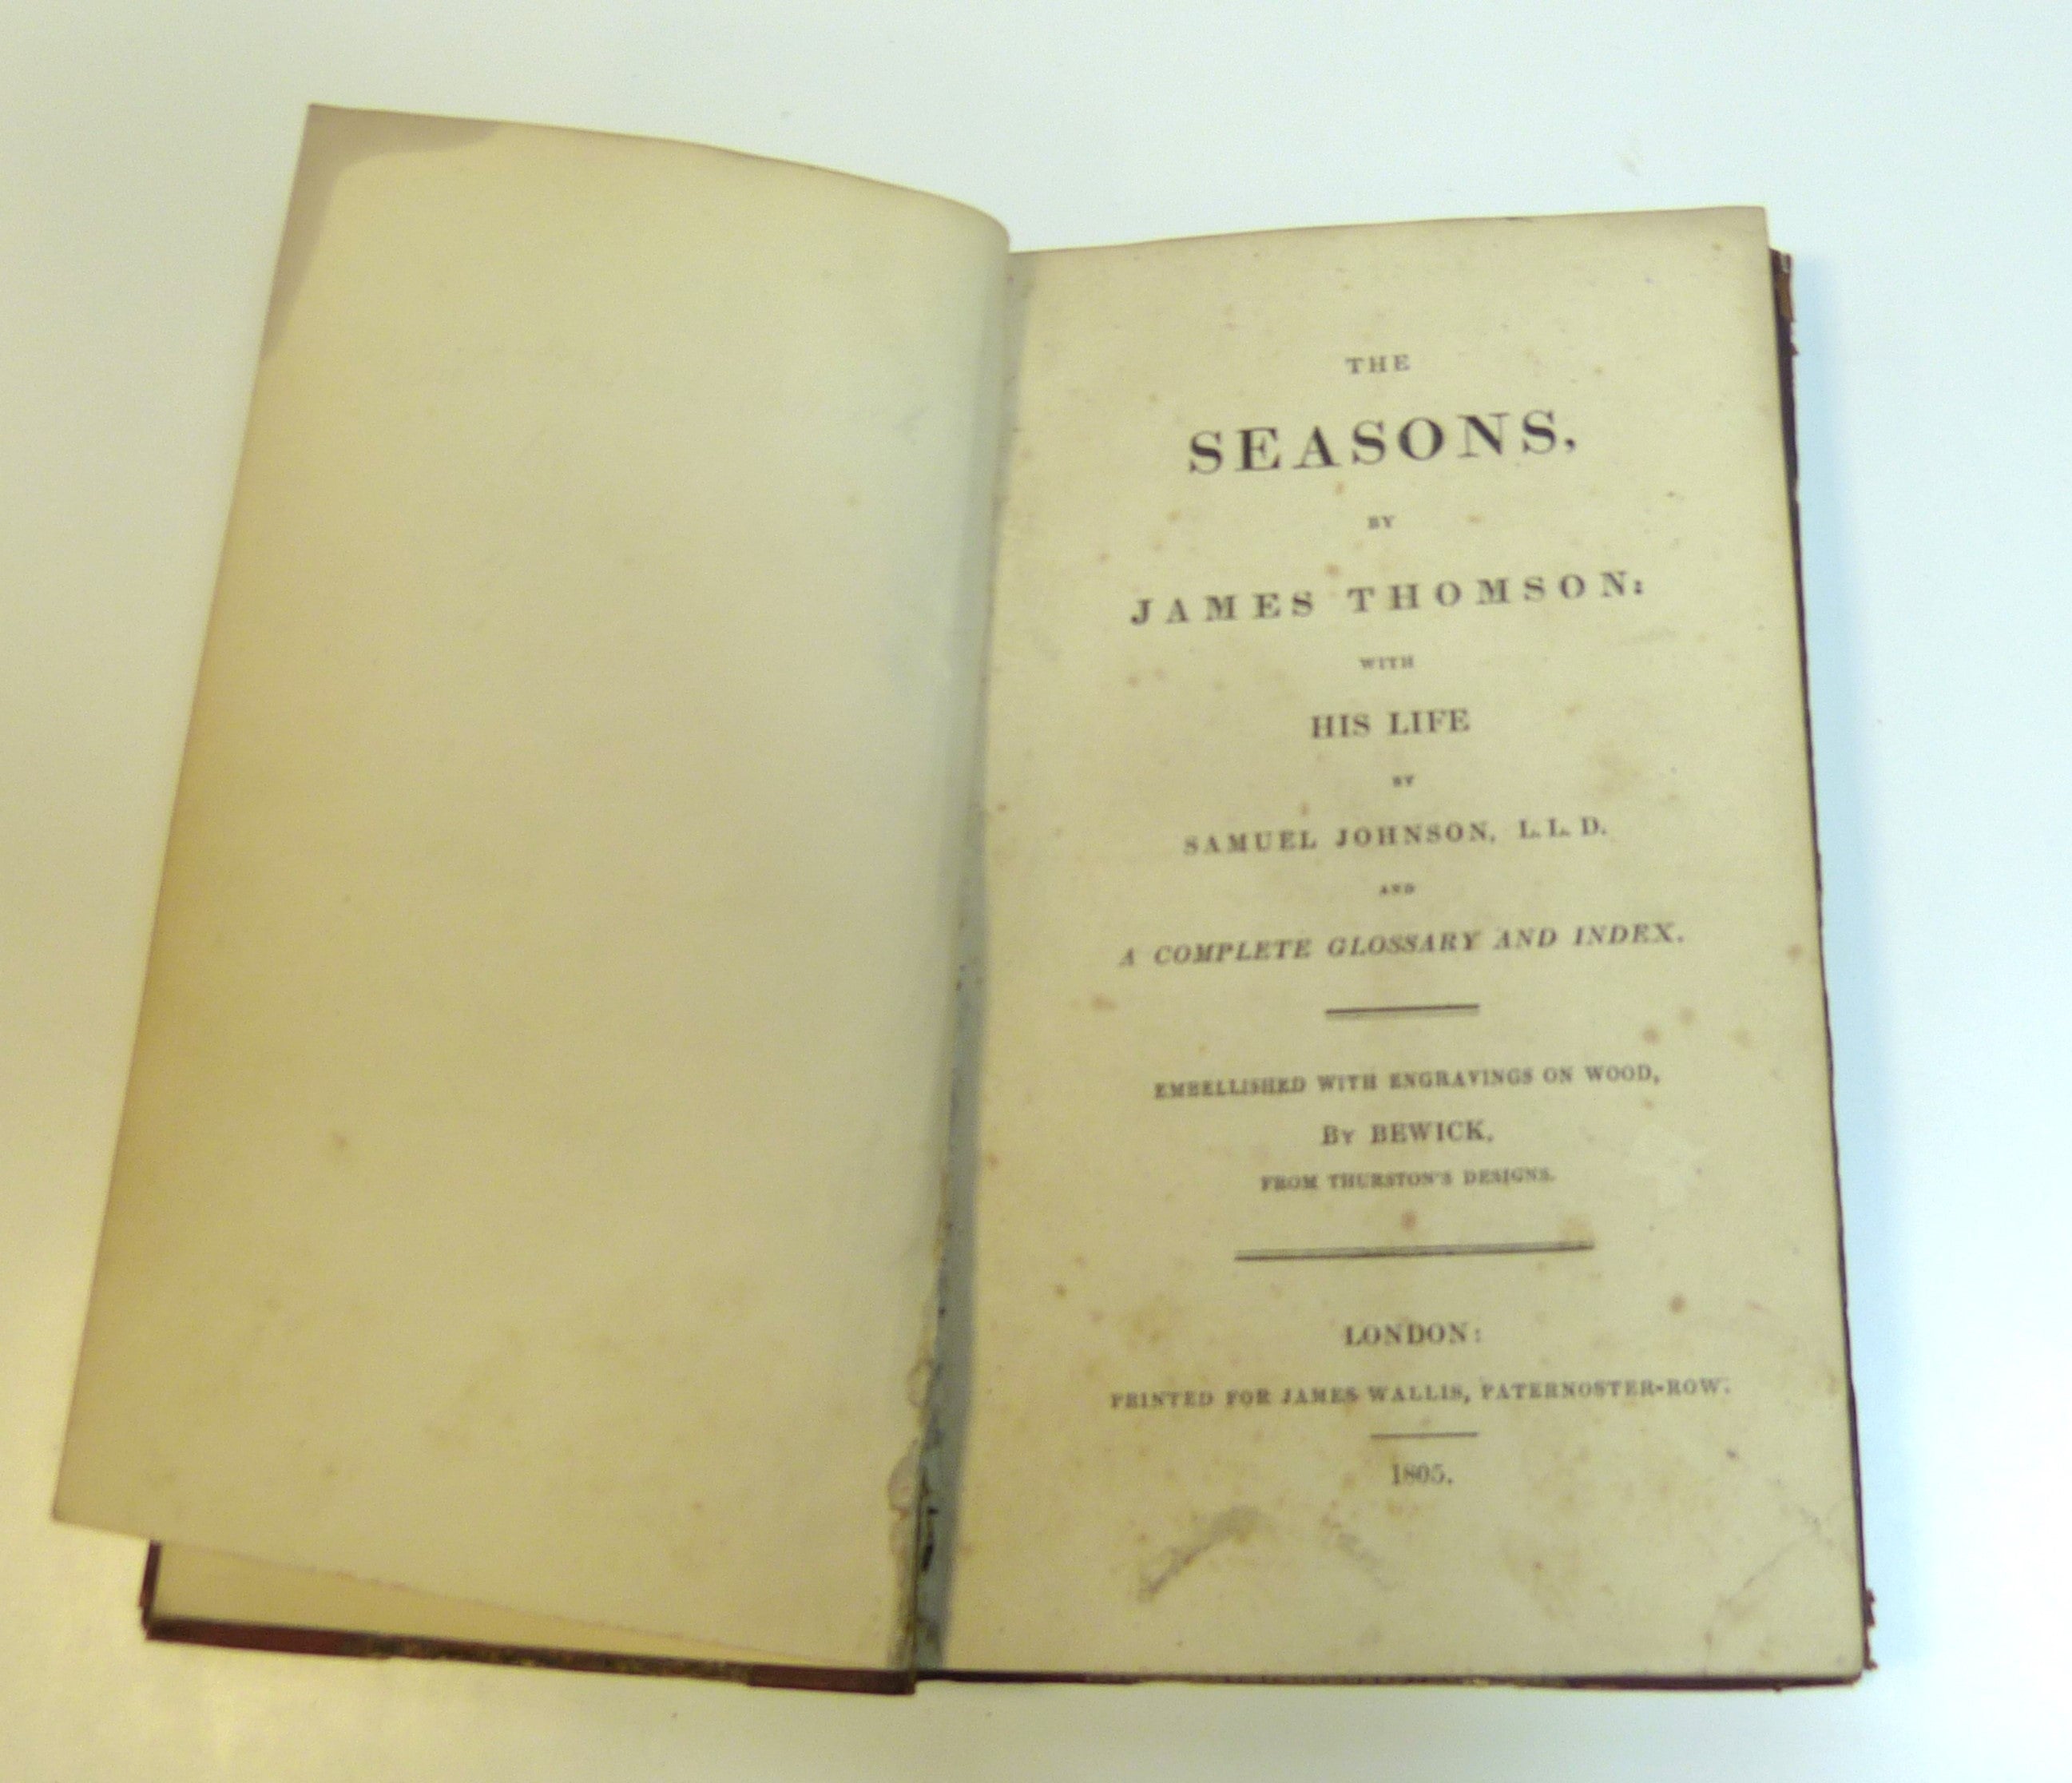 THE
SEASONS,
BY
JAMES THOMSON:
WITH
HIS LIFE
BY
SAMUEL JOHNSON, L.L.D.
AND
A COMPLETE GLOSSARY AND INDEX.
EMBELLISHED WITH ENGRAVINGS ON WOOD,
BY BEWICK,
FROM THURSTON'S DESIGNS.
LONDON:
PRINTED FOR JAMES WALLIS, PATERNOSTER-ROW.
1805.